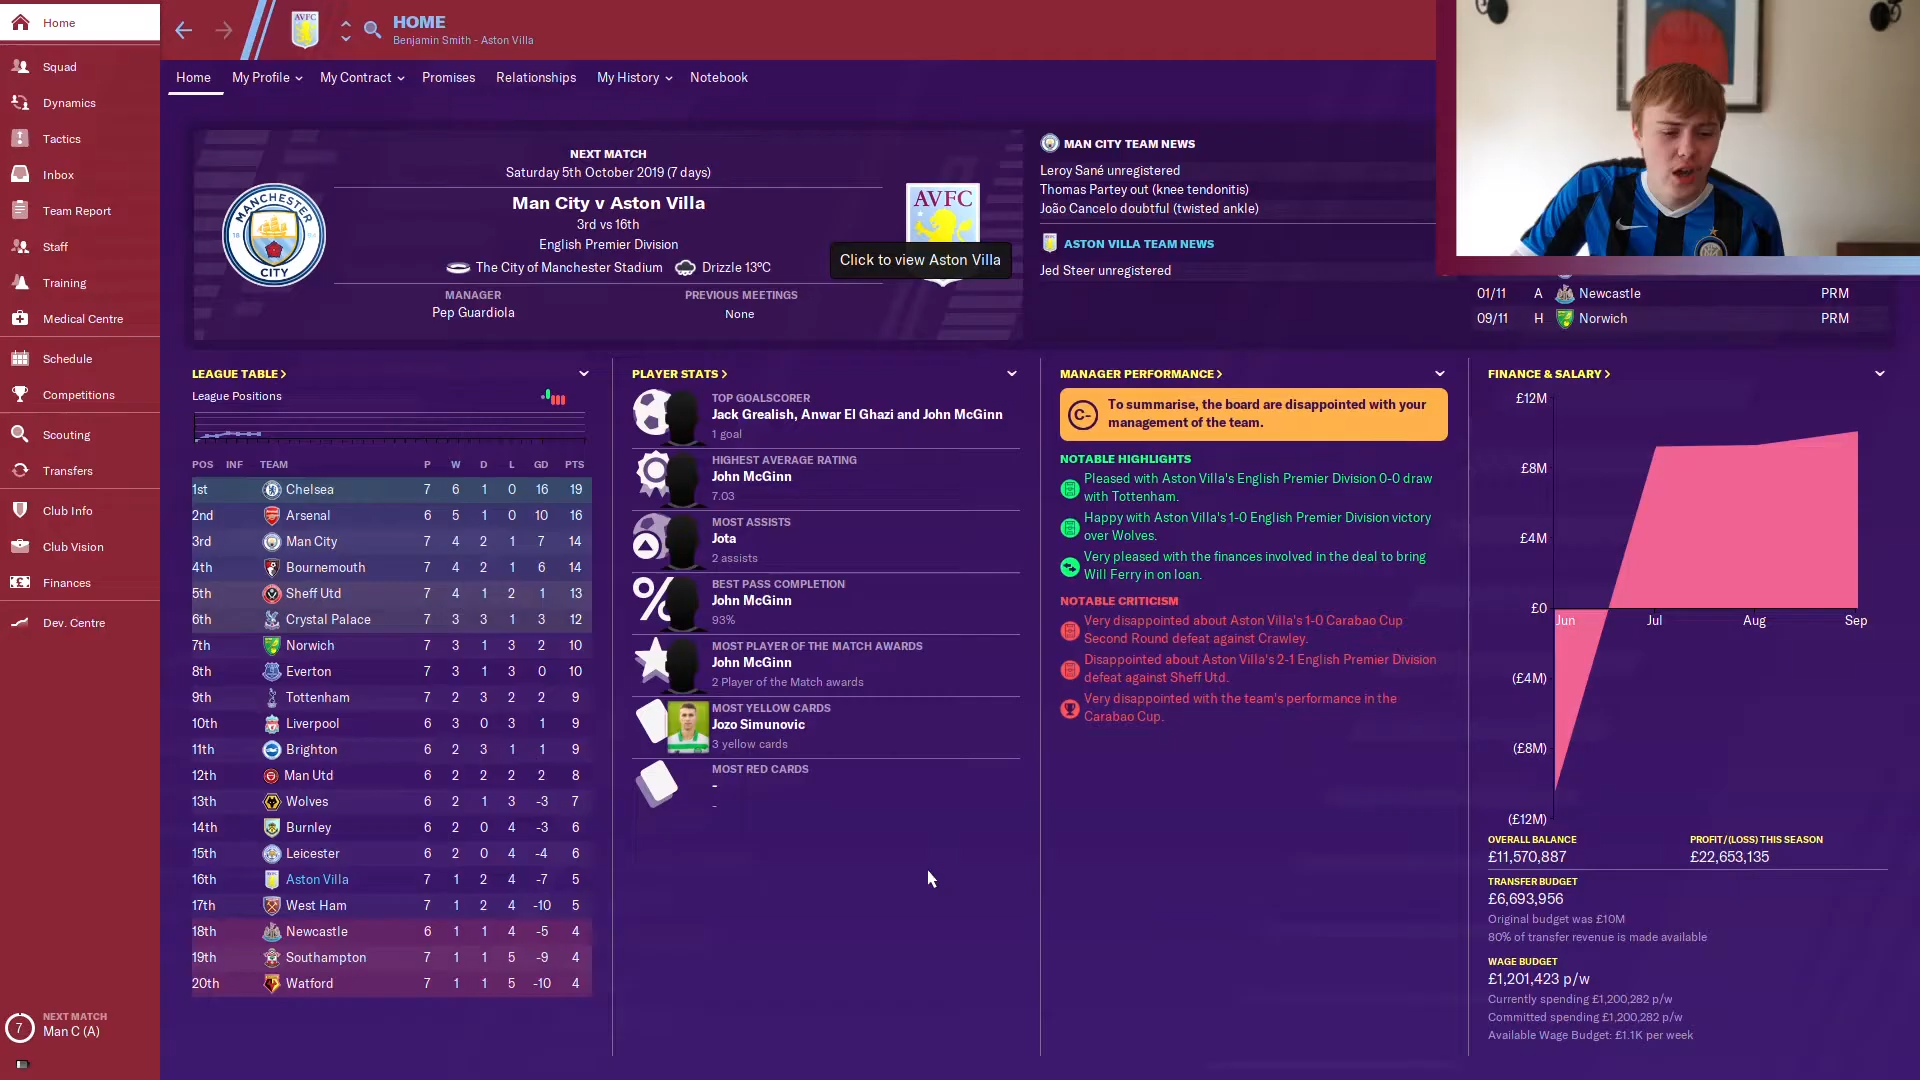 Home
Squad
Dynamics
Tactics
Inbox
Team Report
Staff
Training
Medical Centre
Schedule
Competitions
Scouting
Transfers
Club Info
Club Vision
Finances
Dev. Centre
7
NEXT MATCH
Man C (A)
AVFC
HOME
Benjamin Smith - Aston Villa
Home
My Profile
My Contract
Promises
Relationships
My History
Notebook
NEXT MATCH
Saturday 5th October 2019 (7 days)
Man City v Aston Villa
3rd vs 16th
English Premier Division
The City of Manchester Stadium
Drizzle 13ºC
MANAGER
Pep Guardiola
PREVIOUS MEETINGS
None
MANCHESTER
CITY
AVFC
Click to view Aston Villa
MAN CITY TEAM NEWS
Leroy Sané unregistered
Thomas Partey out (knee tendonitis)
João Cancelo doubtful (twisted ankle)
ASTON VILLA TEAM NEWS
Jed Steer unregistered
01/11 A Newcastle PRM
09/11 H Norwich PRM
LEAGUE TABLE >
League Positions
POS INF TEAM P W D L GD PTS
1st Chelsea 7 6 1 0 16 19
2nd Arsenal 6 5 1 0 10 16
3rd Man City 7 4 2 1 7 14
4th Bournemouth 7 4 2 1 6 14
5th Sheff Utd 7 4 1 2 1 13
6th Crystal Palace 7 3 3 1 3 12
7th Norwich 7 3 1 3 2 10
8th Everton 7 3 1 3 0 10
9th Tottenham 7 2 3 2 2 9
10th Liverpool 6 3 0 3 1 9
11th Brighton 6 2 3 1 1 9
12th Man Utd 6 2 2 2 2 8
13th Wolves 6 2 1 3 -3 7
14th Burnley 6 2 0 4 -3 6
15th Leicester 6 2 0 4 -4 6
16th Aston Villa 7 1 2 4 -7 5
17th West Ham 7 1 2 4 -10 5
18th Newcastle 6 1 1 4 -5 4
19th Southampton 7 1 1 5 -9 4
20th Watford 7 1 1 5 -10 4
PLAYER STATS >
TOP GOALSCORER
Jack Grealish, Anwar El Ghazi and John McGinn
1 goal
HIGHEST AVERAGE RATING
John McGinn
7.03
MOST ASSISTS
Jota
2 assists
BEST PASS COMPLETION
John McGinn
93%
MOST PLAYER OF THE MATCH AWARDS
John McGinn
2 Player of the Match awards
MOST YELLOW CARDS
Jozo Simunovic
3 yellow cards
MOST RED CARDS
-
-
MANAGER PERFORMANCE >
C-
To summarise, the board are disappointed with your
management of the team.
NOTABLE HIGHLIGHTS
Pleased with Aston Villa's English Premier Division 0-0 draw
with Tottenham.
Happy with Aston Villa's 1-0 English Premier Division victory
over Wolves.
Very pleased with the finances involved in the deal to bring
Will Ferry in on loan.
NOTABLE CRITICISM
Very disappointed about Aston Villa's 1-0 Carabao Cup
Second Round defeat against Crawley.
Disappointed about Aston Villa's 2-1 English Premier Division
defeat against Sheff Utd.
Very disappointed with the team's performance in the
Carabao Cup.
FINANCE & SALARY >
£12M
£8M
£4M
£0
Jun Jul Aug Sep
(£4M)
(£8M)
(£12M)
OVERALL BALANCE
£11,570,887
PROFIT/(LOSS) THIS SEASON
£22,653,135
TRANSFER BUDGET
£6,693,956
Original budget was £10M
80% of transfer revenue is made available
WAGE BUDGET
£1,201,423 p/w
Currently spending £1,200,282 p/w
Committed spending £1,200,282 p/w
Available Wage Budget: £1.1K per week